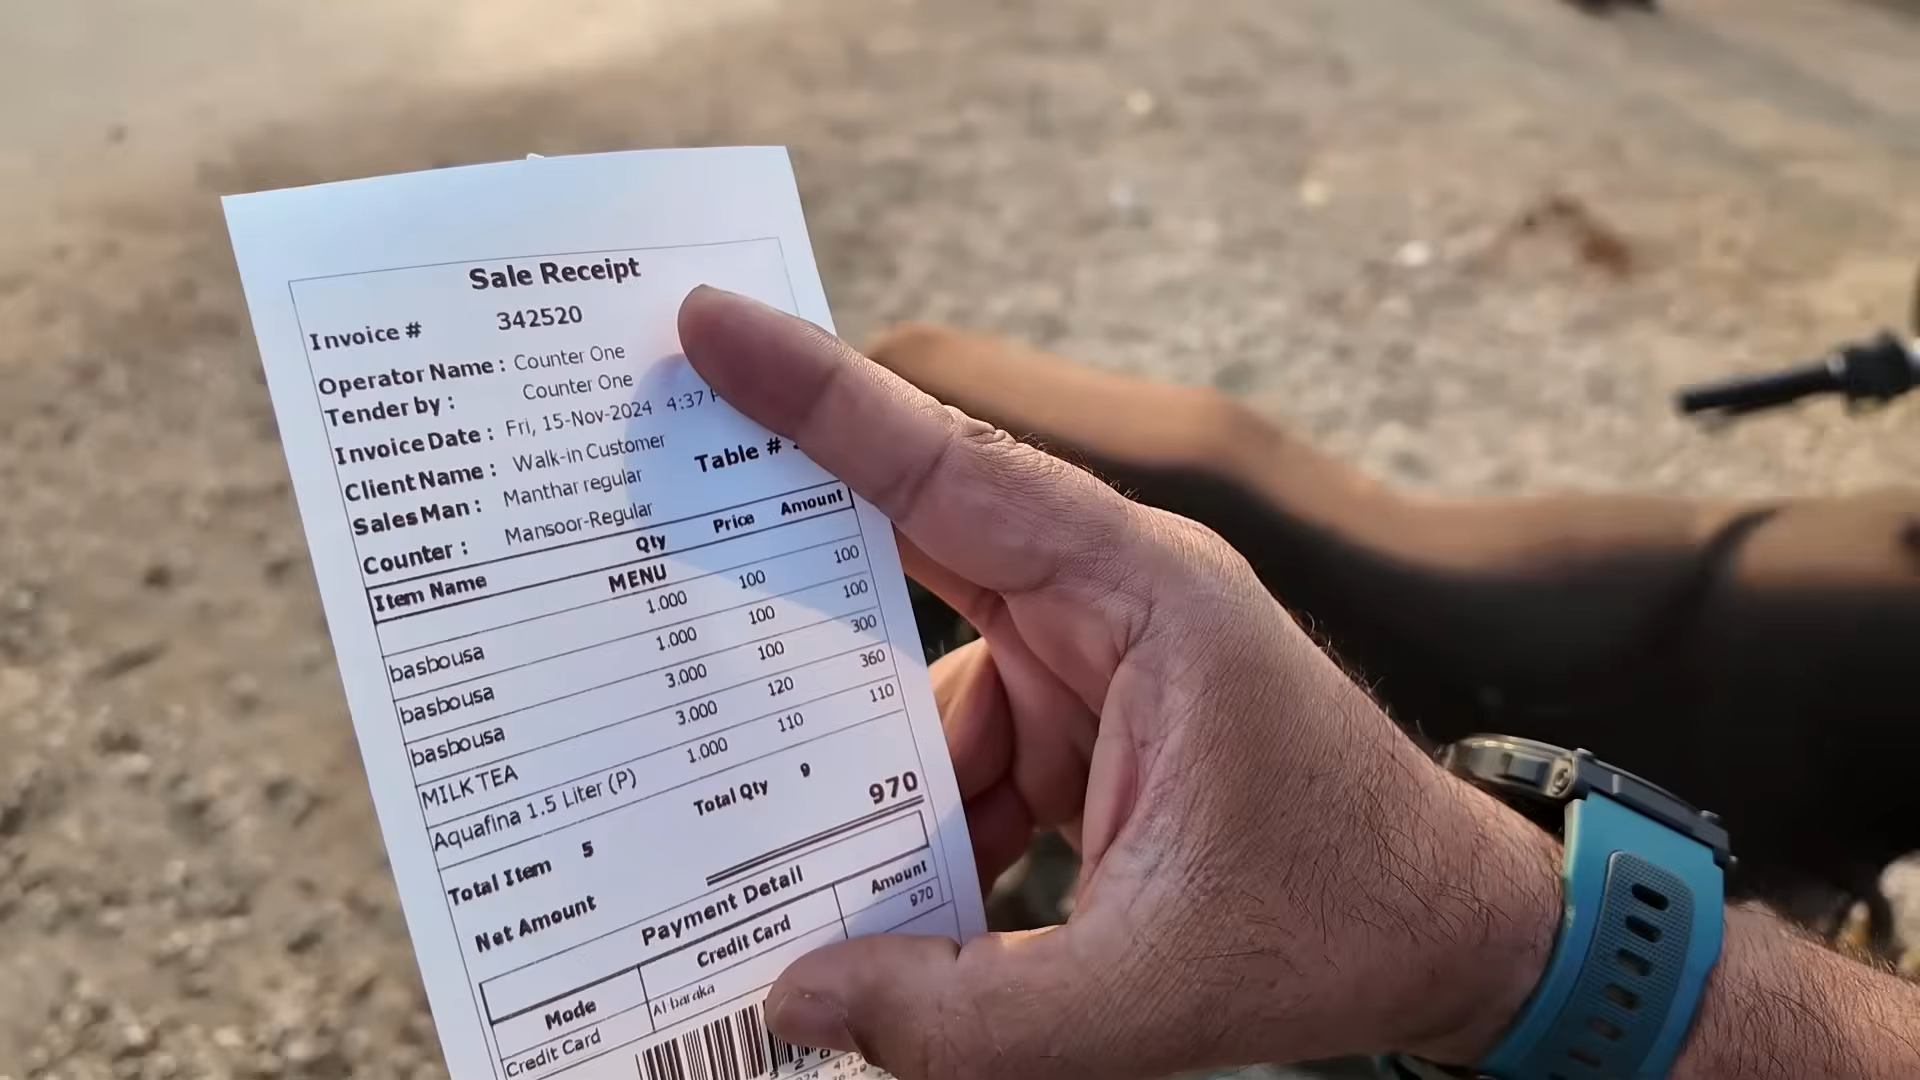 Sale Receipt
Invoice # 342520
Operator Name : Counter One
Tender by : Counter One
Invoice Date : Fri, 15-Nov-2024 4:37
Client Name : Walk-in Customer
Sales Man : Manthar regular Table #
Counter : Mansoor-Regular
Item Name Qty Price Amount
MENU
basbousa 1.000 100 100
basbousa 1.000 100 100
basbousa 3.000 100 300
MILK TEA 3.000 120 360
Aquafina 1.5 Liter (P) 1.000 110 110
Total Item 5 Total Qty 9
Net Amount 970
Payment Detail
Mode Credit Card Amount
Credit Card Al baraka 970